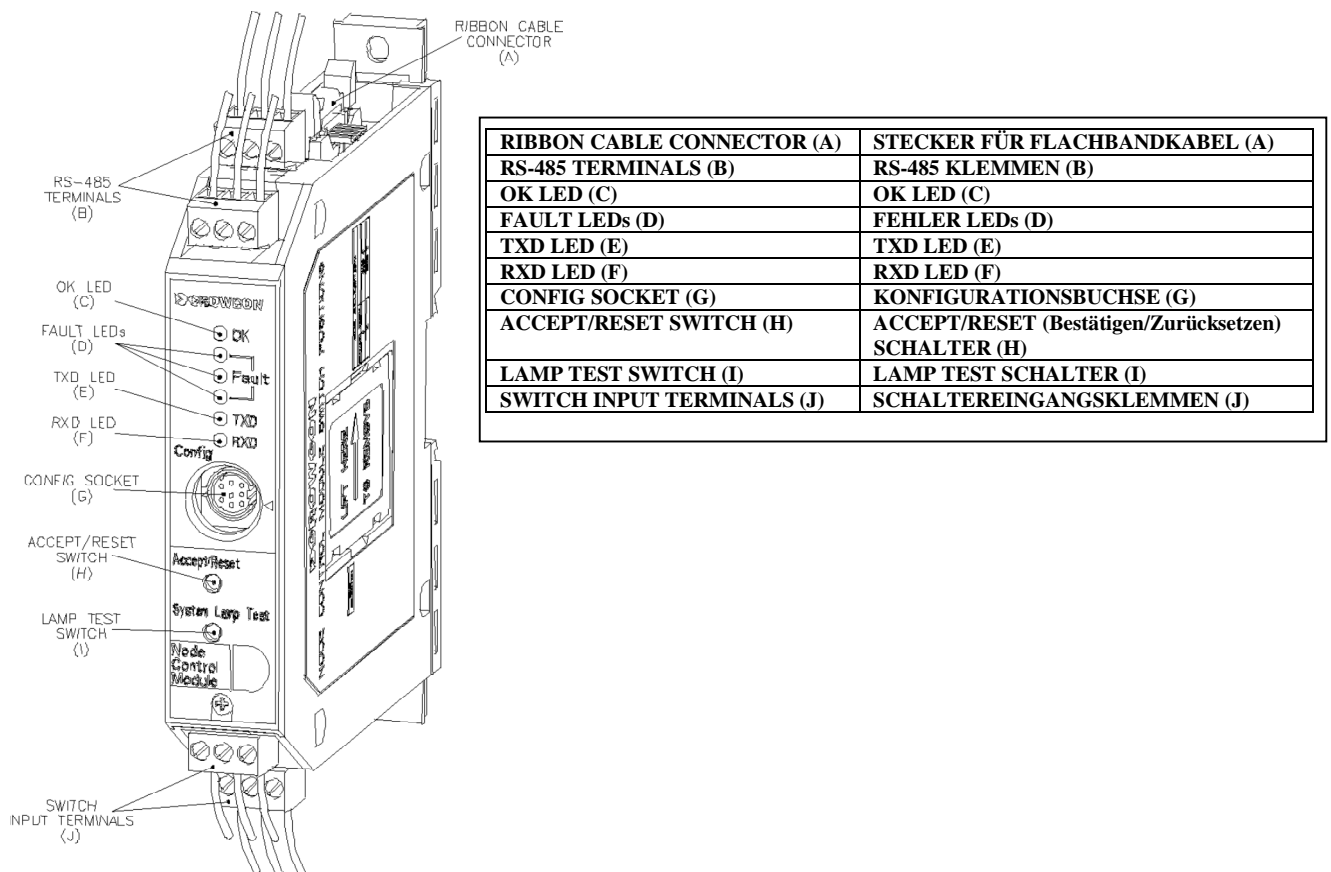 RIBBON CABLE
CONNECTOR
(A)
RS-485
TERMINALS
(B)
OK LED
(C)
FAULT LEDs
(D)
TXD LED
(E)
RXD LED
(F)
CONFIG SOCKET
(G)
ACCEPT/RESET
SWITCH
(H)
LAMP TEST
SWITCH
(I)
SWITCH
INPUT TERMINALS
(J)
CROWCON
OK
Fault
TXD
RXD
Config
Accept/Reset
System Lamp Test
Node
Control
Module
NODE CONTROL MODULE
RIBBON CABLE CONNECTOR (A) STECKER FÜR FLACHBANDKABEL (A)
RS-485 TERMINALS (B) RS-485 KLEMMEN (B)
OK LED (C) OK LED (C)
FAULT LEDs (D) FEHLER LEDs (D)
TXD LED (E) TXD LED (E)
RXD LED (F) RXD LED (F)
CONFIG SOCKET (G) KONFIGURATIONSBUCHSE (G)
ACCEPT/RESET SWITCH (H) ACCEPT/RESET (Bestätigen/Zurücksetzen)
SCHALTER (H)
LAMP TEST SWITCH (I) LAMP TEST SCHALTER (I)
SWITCH INPUT TERMINALS (J) SCHALTEREINGANGSKLEMMEN (J)